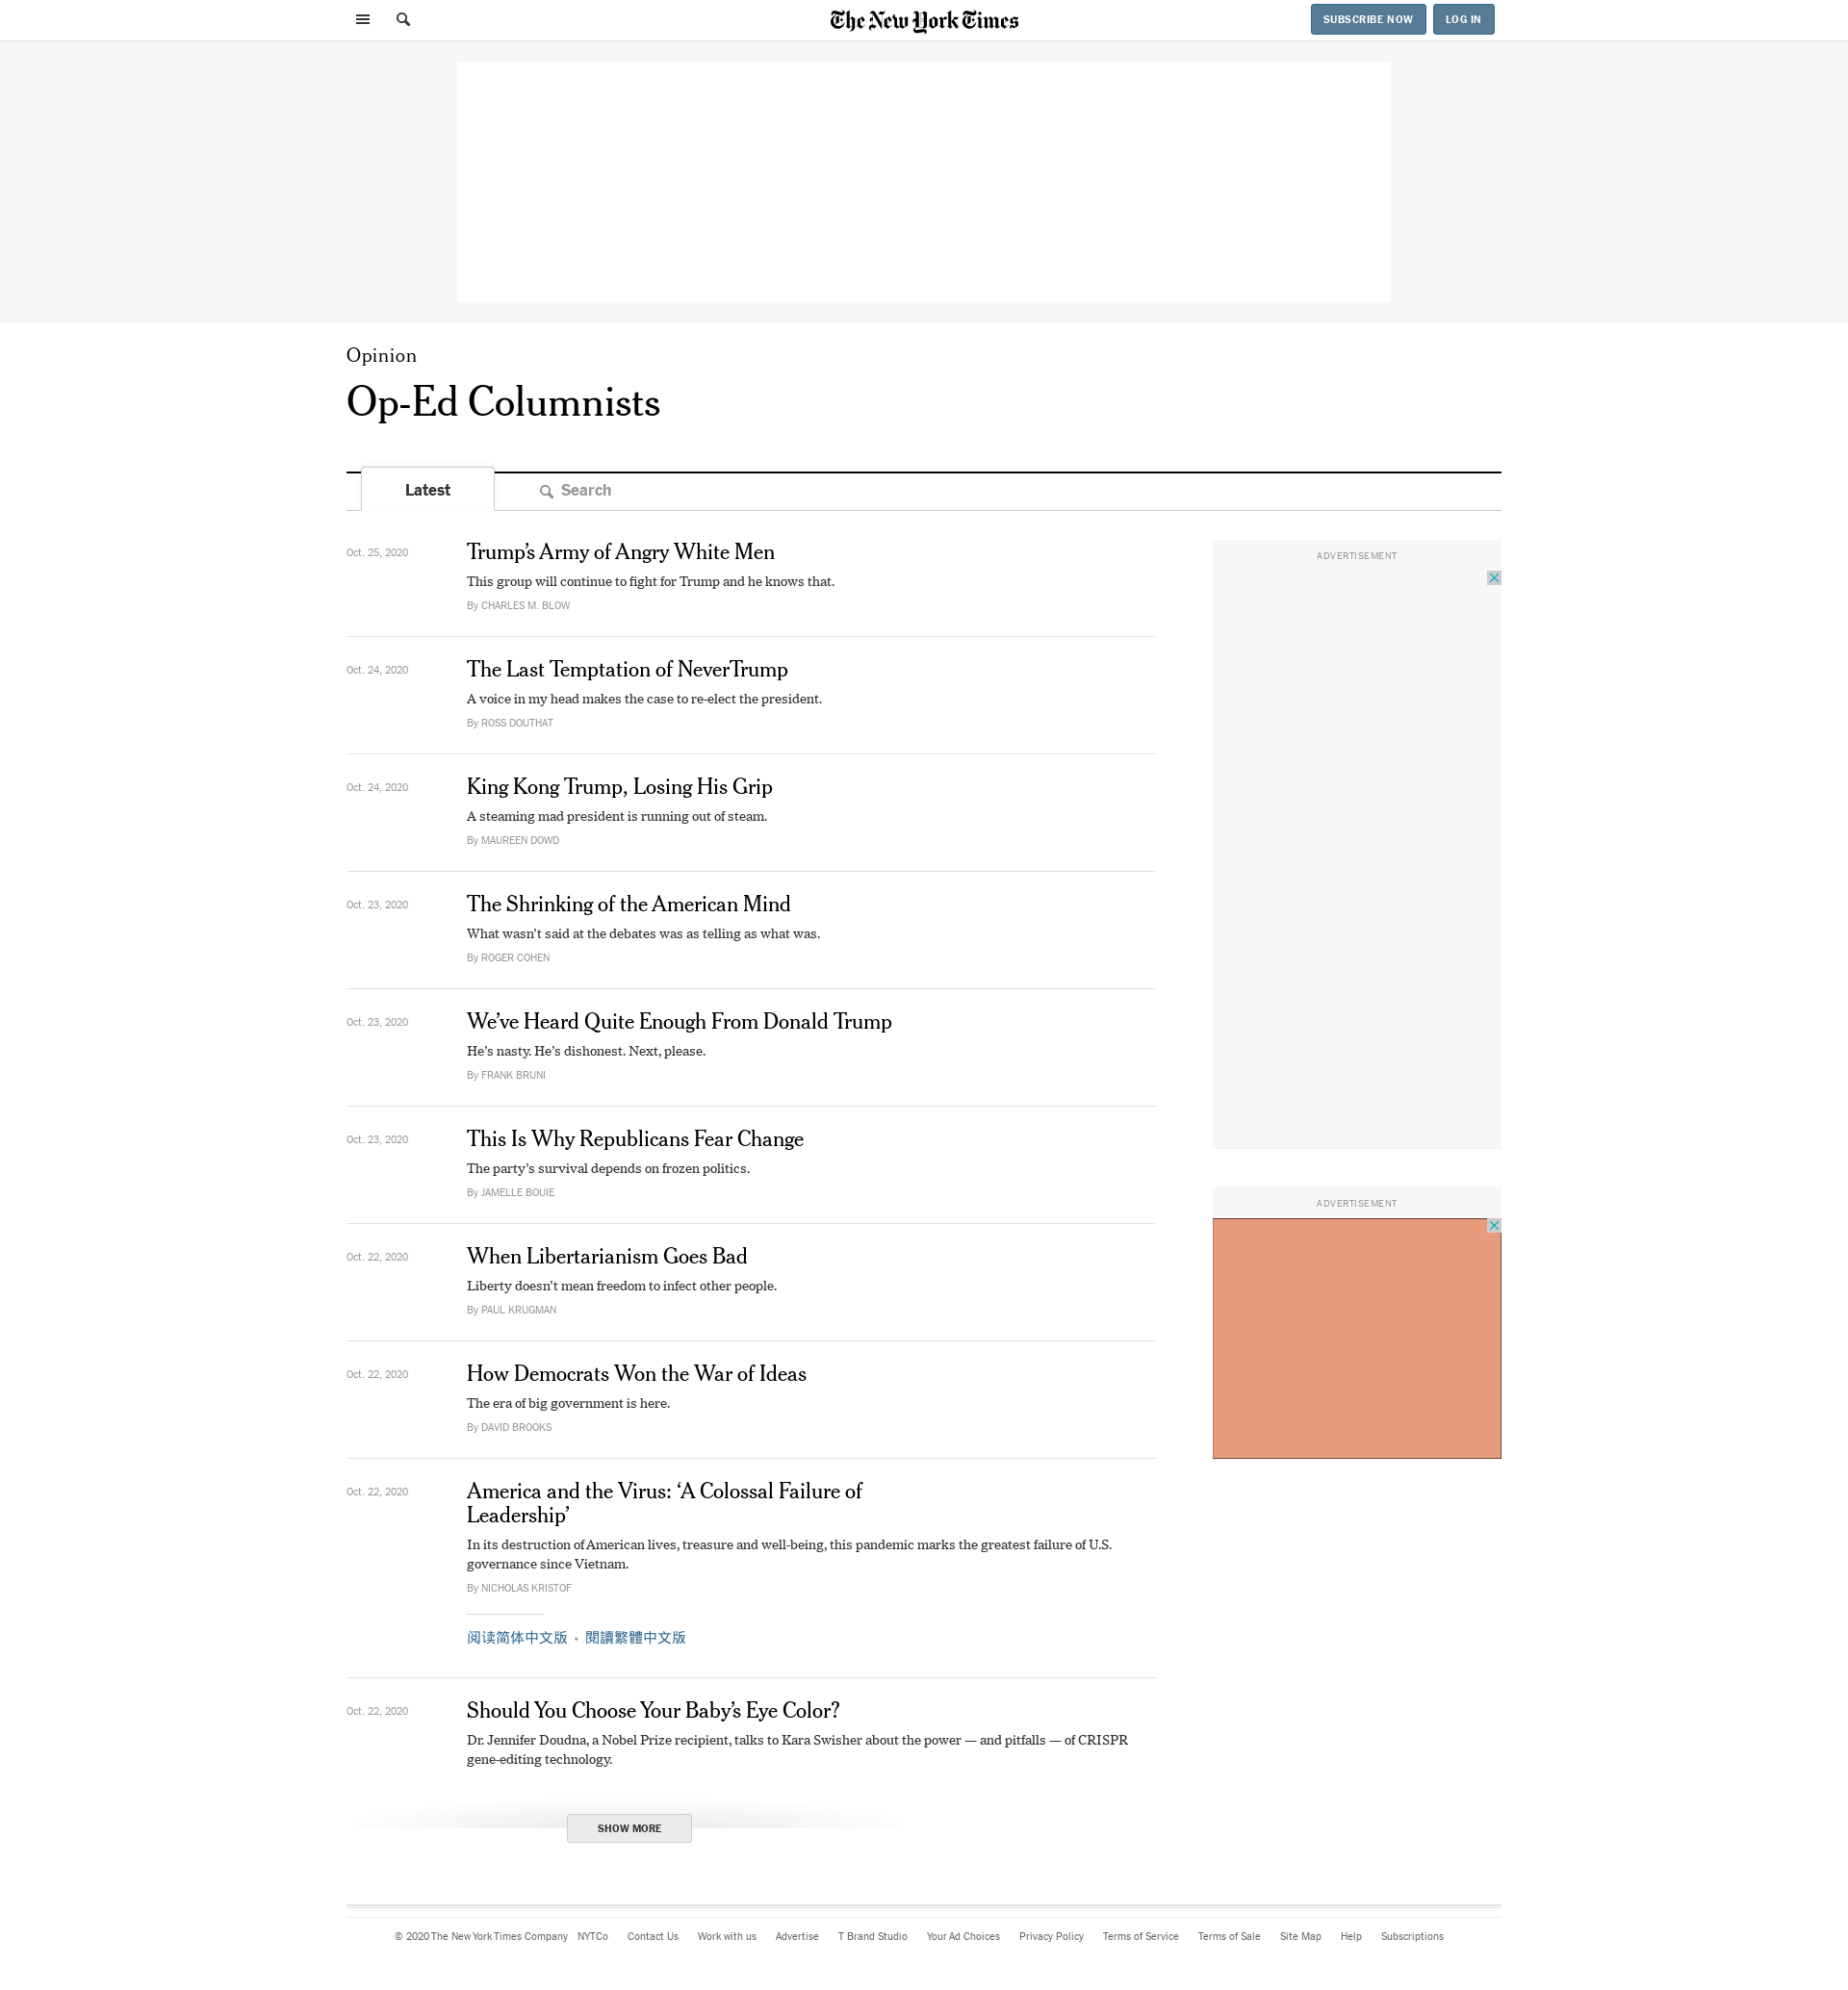 The New York Times
SUBSCRIBE NOW
LOG IN
Opinion
Op-Ed Columnists
Latest
Search
Oct. 25, 2020
Trump’s Army of Angry White Men
This group will continue to fight for Trump and he knows that.
By CHARLES M. BLOW
Oct. 24, 2020
The Last Temptation of NeverTrump
A voice in my head makes the case to re-elect the president.
By ROSS DOUTHAT
Oct. 24, 2020
King Kong Trump, Losing His Grip
A steaming mad president is running out of steam.
By MAUREEN DOWD
Oct. 23, 2020
The Shrinking of the American Mind
What wasn’t said at the debates was as telling as what was.
By ROGER COHEN
Oct. 23, 2020
We’ve Heard Quite Enough From Donald Trump
He’s nasty. He’s dishonest. Next, please.
By FRANK BRUNI
Oct. 23, 2020
This Is Why Republicans Fear Change
The party’s survival depends on frozen politics.
By JAMELLE BOUIE
Oct. 22, 2020
When Libertarianism Goes Bad
Liberty doesn’t mean freedom to infect other people.
By PAUL KRUGMAN
Oct. 22, 2020
How Democrats Won the War of Ideas
The era of big government is here.
By DAVID BROOKS
Oct. 22, 2020
America and the Virus: ‘A Colossal Failure of
Leadership’
In its destruction of American lives, treasure and well-being, this pandemic marks the greatest failure of U.S.
governance since Vietnam.
By NICHOLAS KRISTOF
阅读简体中文版 • 閱讀繁體中文版
Oct. 22, 2020
Should You Choose Your Baby’s Eye Color?
Dr. Jennifer Doudna, a Nobel Prize recipient, talks to Kara Swisher about the power — and pitfalls — of CRISPR
gene-editing technology.
SHOW MORE
ADVERTISEMENT
ADVERTISEMENT
© 2020 The New York Times Company NYTCo Contact Us Work with us Advertise T Brand Studio Your Ad Choices Privacy Policy Terms of Service Terms of Sale Site Map Help Subscriptions